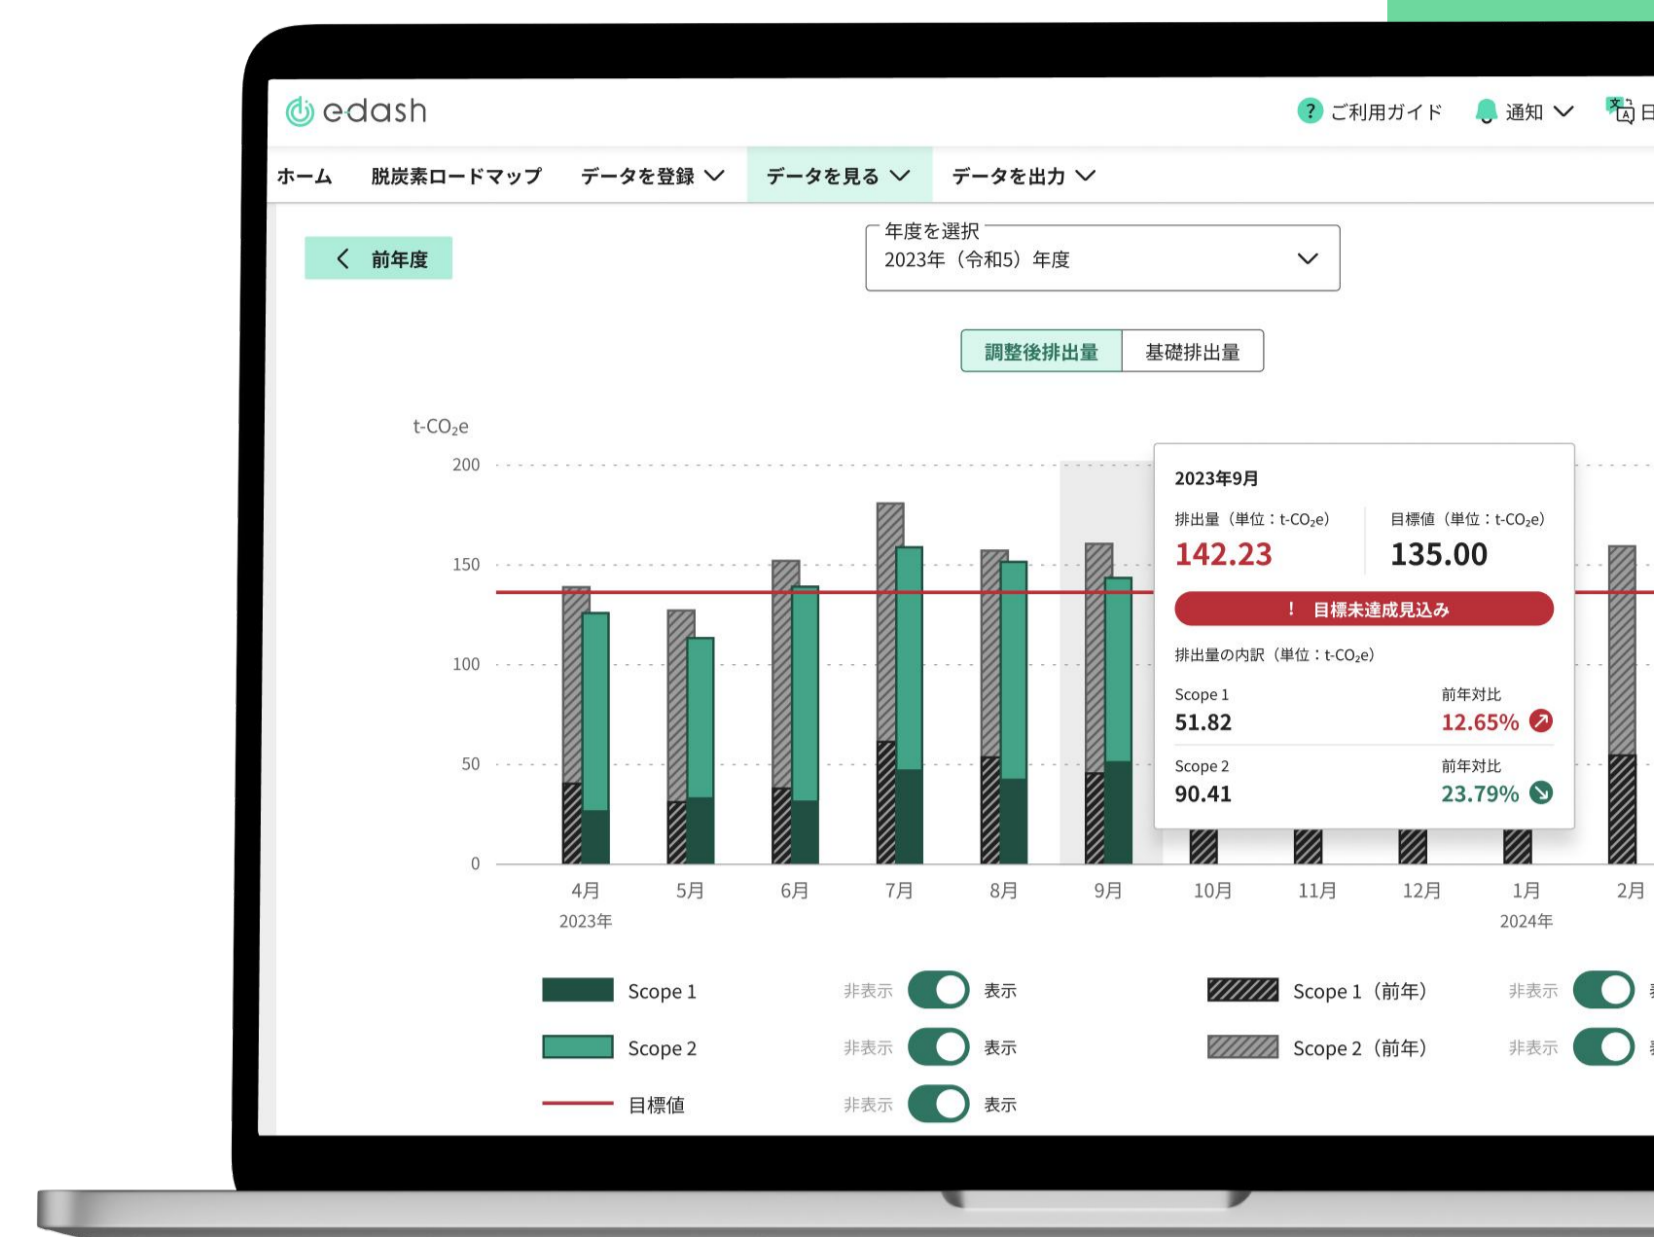 e-dash
? ご利用ガイド 通知
ホーム 脱炭素ロードマップ データを登録 データを見る データを出力
前年度
年度を選択
2023年（令和5）年度
調整後排出量 基礎排出量
t-CO₂e
200
150
100
50
0
2023年9月
排出量（単位：t-CO₂e） 目標値（単位：t-CO₂e）
142.23 135.00
! 目標未達成見込み
排出量の内訳（単位：t-CO₂e）
Scope 1 前年対比
51.82 12.65%
Scope 2 前年対比
90.41 23.79%
4月 5月 6月 7月 8月 9月 10月 11月 12月 1月 2月
2023年 2024年
Scope 1 非表示 表示 Scope 1（前年） 非表示
Scope 2 非表示 表示 Scope 2（前年） 非表示
目標値 非表示 表示